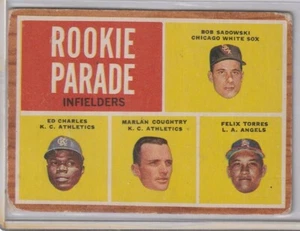 ROOKIE
PARADE
INFIELDERS
BOB SADOWSKI
CHICAGO WHITE SOX
ED CHARLES
K. C. ATHLETICS
MARLAN COUGHTRY
K. C. ATHLETICS
FELIX TORRES
L. A. ANGELS